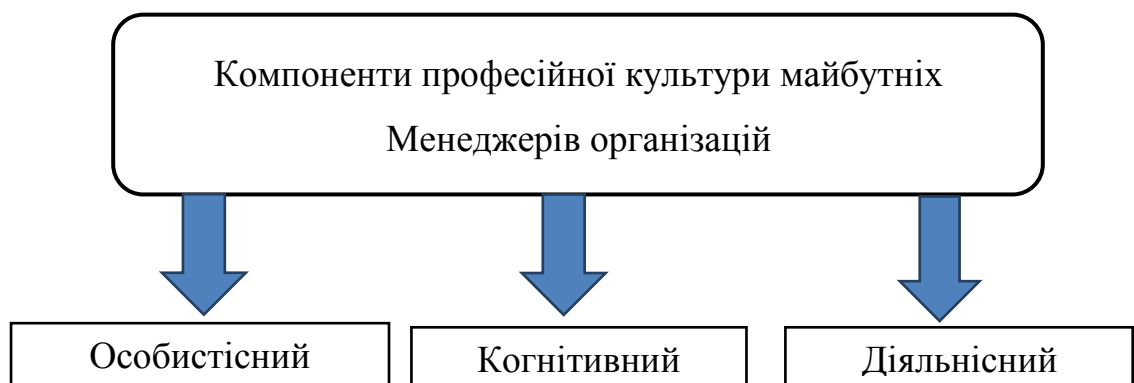 Компоненти професійної культури майбутніх
Менеджерів організацій
Особистісний
Когнітивний
Діяльнісний